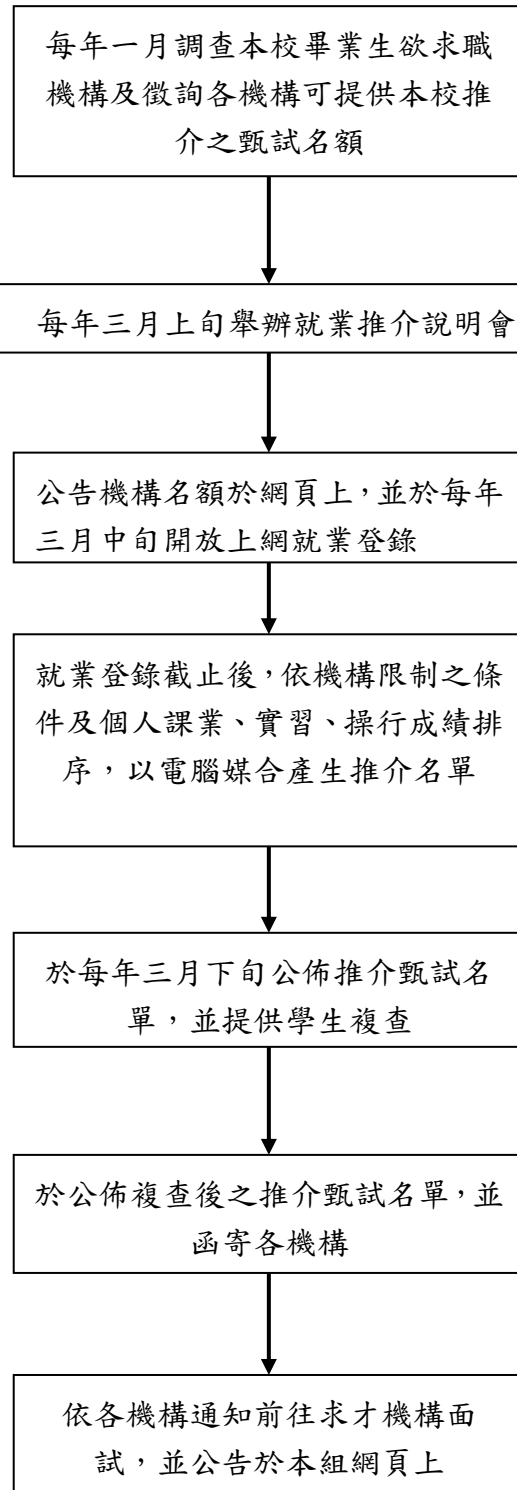 每年一月調查本校畢業生欲求職
機構及徵詢各機構可提供本校推
介之甄試名額
每年三月上旬舉辦就業推介說明會
公告機構名額於網頁上，並於每年
三月中旬開放上網就業登錄
就業登錄截止後，依機構限制之條
件及個人課業、實習、操行成績排
序，以電腦媒合產生推介名單
於每年三月下旬公佈推介甄試名
單，並提供學生複查
於公佈複查後之推介甄試名單，並
函寄各機構
依各機構通知前往求才機構面
試，並公告於本組網頁上